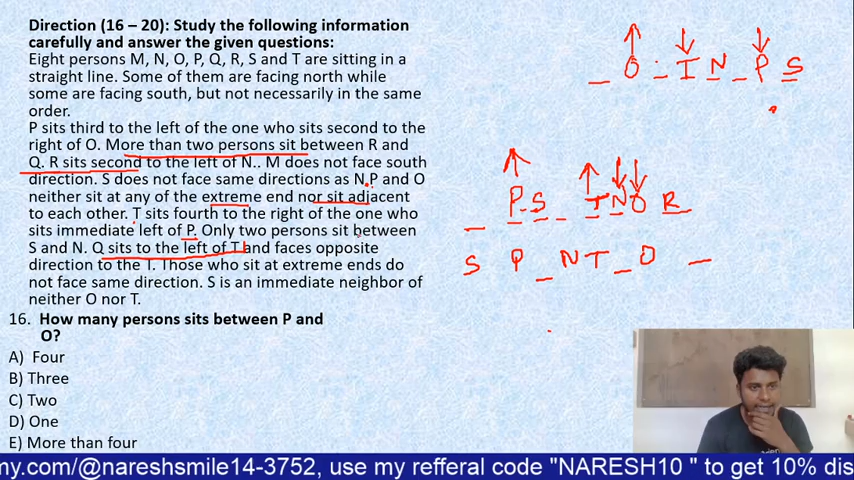 Direction (16 – 20): Study the following information
carefully and answer the given questions:
Eight persons M, N, O, P, Q, R, S and T are sitting in a
straight line. Some of them are facing north while
some are facing south, but not necessarily in the same
order.
P sits third to the left of the one who sits second to the
right of O. More than two persons sit between R and
Q. R sits second to the left of N.. M does not face south
direction. S does not face same directions as N.P and O
neither sit at any of the extreme end nor sit adjacent
to each other. T sits fourth to the right of the one who
sits immediate left of P. Only two persons sit between
S and N. Q sits to the left of T and faces opposite
direction to the T. Those who sit at extreme ends do
not face same direction. S is an immediate neighbor of
neither O nor T.
16. How many persons sits between P and
O?
A) Four
B) Three
C) Two
D) One
E) More than four
_ O _ T N _ P S
_ P S _ T N O R
S P _ N T _ O _
my.com/@nareshsmile14-3752, use my refferal code "NARESH10 " to get 10% dis